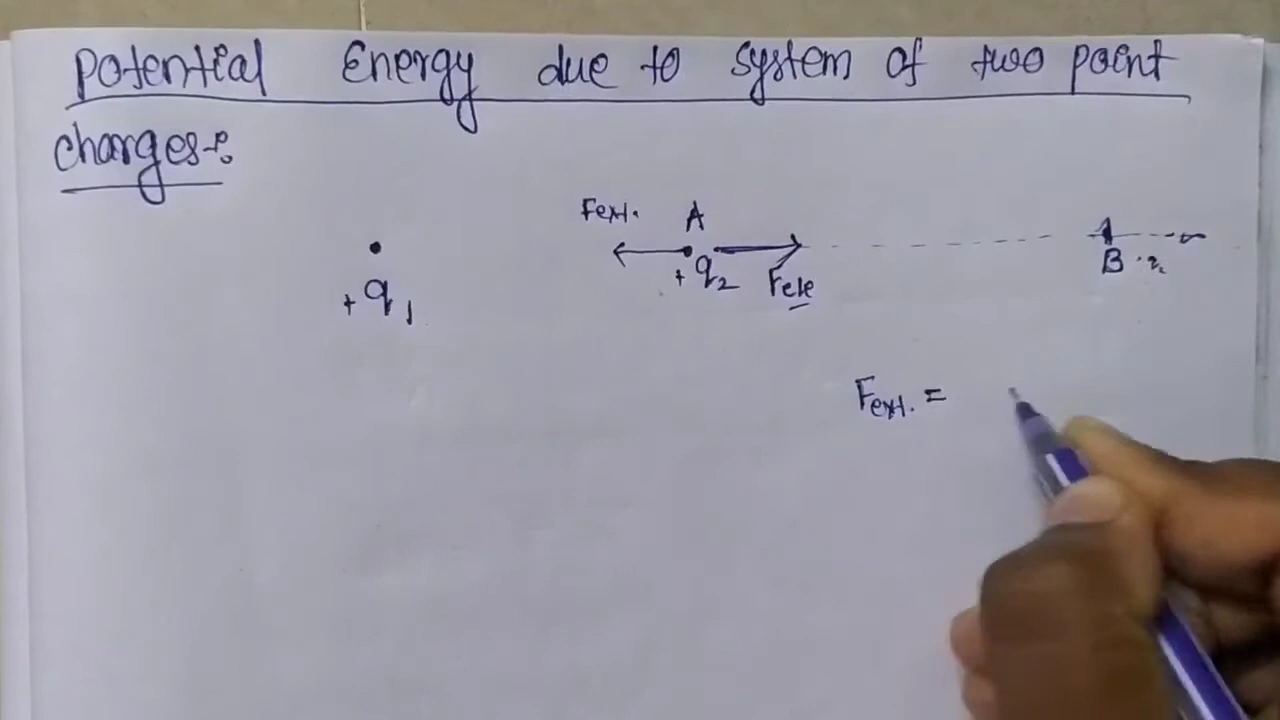 Potential Energy due to system of two point
charges:
Fext. A
+q1
+q2 Fele
B
Fext. =